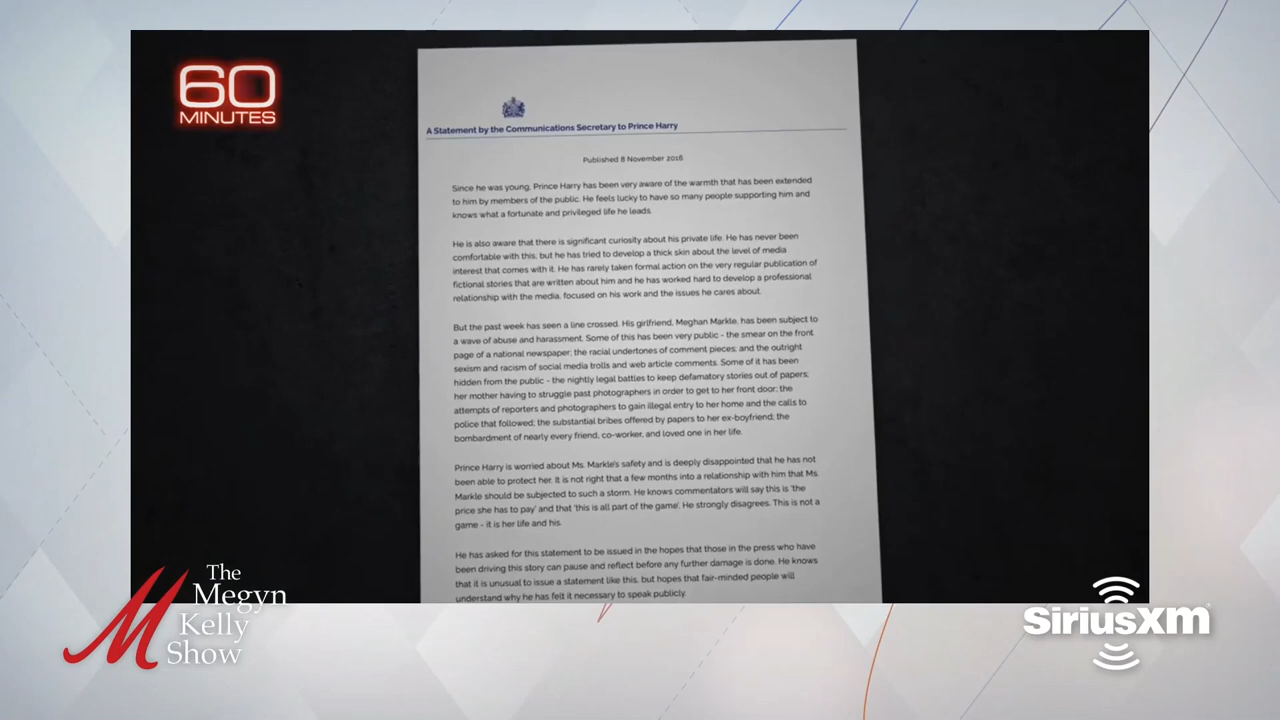 60
MINUTES
A Statement by the Communications Secretary to Prince Harry
Published 8 November 2016
Since he was young, Prince Harry has been very aware of the warmth that has been extended
to him by members of the public. He feels lucky to have so many people supporting him and
knows what a fortunate and privileged life he leads.
He is also aware that there is significant curiosity about his private life. He has never been
comfortable with this, but he has tried to develop a thick skin about the level of media
interest that comes with it. He has rarely taken formal action on the very regular publication of
fictional stories that are written about him and he has worked hard to develop a professional
relationship with the media, focused on his work and the issues he cares about.
But the past week has seen a line crossed. His girlfriend, Meghan Markle, has been subject to
a wave of abuse and harassment. Some of this has been very public - the smear on the front
page of a national newspaper; the racial undertones of comment pieces; and the outright
sexism and racism of social media trolls and web article comments. Some of it has been
hidden from the public - the nightly legal battles to keep defamatory stories out of papers;
her mother having to struggle past photographers in order to get to her front door; the
attempts of reporters and photographers to gain illegal entry to her home and the calls to
police that followed; the substantial bribes offered by papers to her ex-boyfriend; the
bombardment of nearly every friend, co-worker, and loved one in her life.
Prince Harry is worried about Ms. Markle's safety and is deeply disappointed that he has not
been able to protect her. It is not right that a few months into a relationship with him that Ms.
Markle should be subjected to such a storm. He knows commentators will say this is 'the
price she has to pay' and that 'this is all part of the game'. He strongly disagrees. This is not a
game - it is her life and his.
He has asked for this statement to be issued in the hopes that those in the press who have
been driving this story can pause and reflect before any further damage is done. He knows
that it is unusual to issue a statement like this, but hopes that fair-minded people will
understand why he has felt it necessary to speak publicly.
The
Megyn
Kelly
Show
SiriusXM